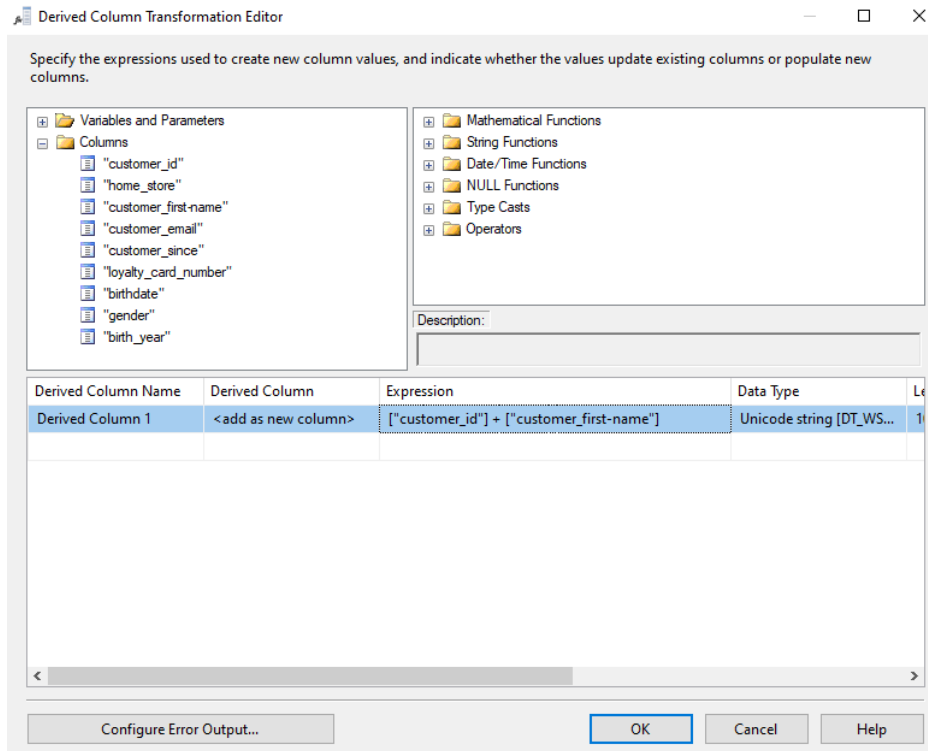 Derived Column Transformation Editor
Specify the expressions used to create new column values, and indicate whether the values update existing columns or populate new
columns.
Variables and Parameters
Columns
"customer_id"
"home_store"
"customer_first-name"
"customer_email"
"customer_since"
"loyalty_card_number"
"birthdate"
"gender"
"birth_year"
Mathematical Functions
String Functions
Date/Time Functions
NULL Functions
Type Casts
Operators
Description:
Derived Column Name Derived Column Expression Data Type Le
Derived Column 1 <add as new column> ["customer_id"] + ["customer_first-name"] Unicode string [DT_WS...
Configure Error Output... OK Cancel Help